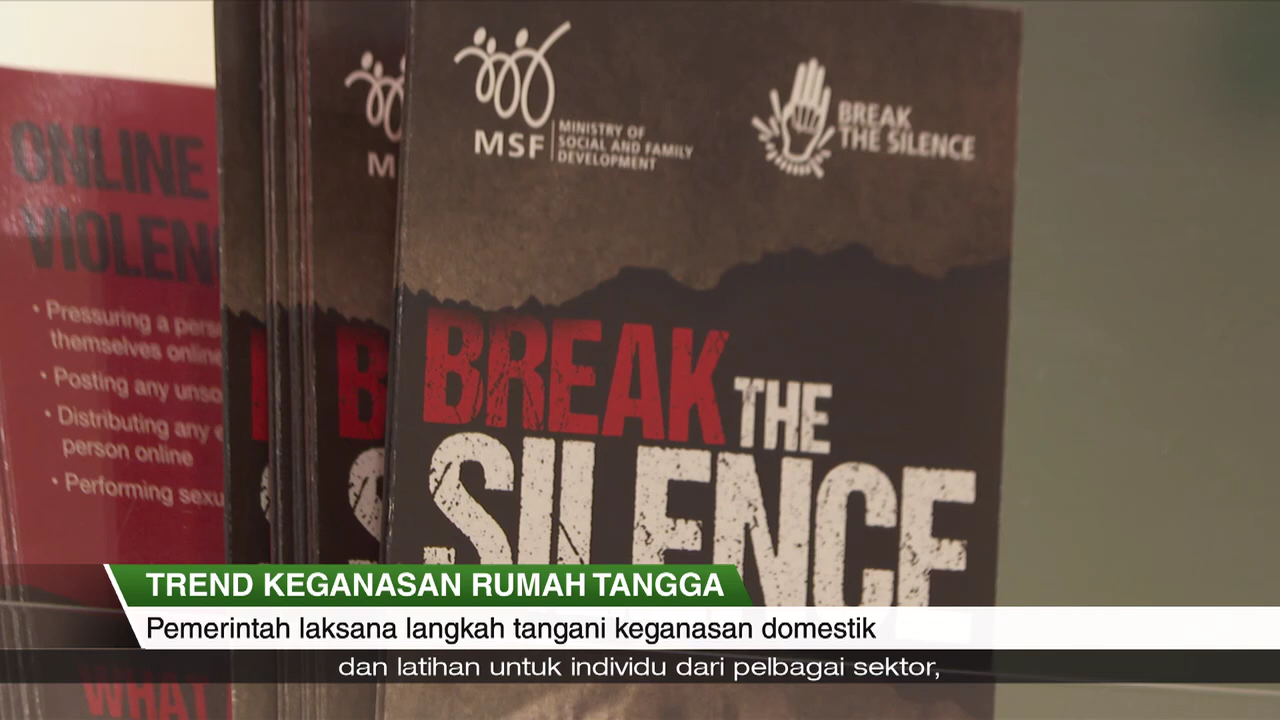 ONLINE
VIOLEN
• Pressuring a pers
themselves online
• Posting any unso
• Distributing any e
person online
• Performing sexu
WHAT
M
B
S
MSF
MINISTRY OF
SOCIAL AND FAMILY
DEVELOPMENT
BREAK
THE SILENCE
BREAK THE
SILENCE
TREND KEGANASAN RUMAH TANGGA
Pemerintah laksana langkah tangani keganasan domestik
dan latihan untuk individu dari pelbagai sektor,